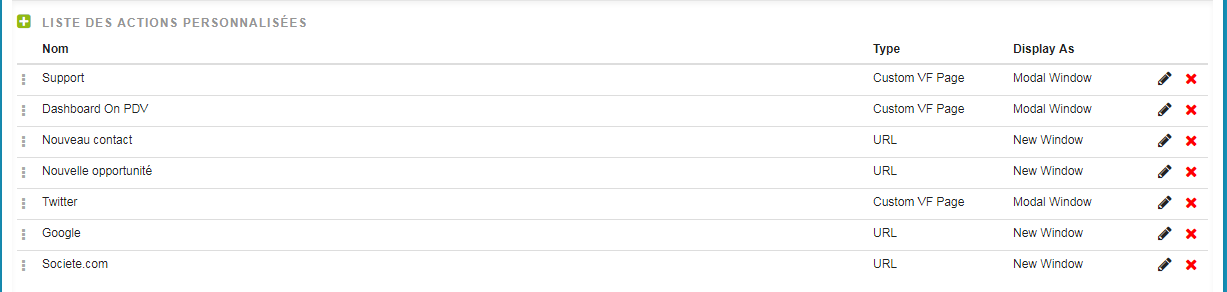 LISTE DES ACTIONS PERSONNALISÉES
Nom Type Display As
Support Custom VF Page Modal Window
Dashboard On PDV Custom VF Page Modal Window
Nouveau contact URL New Window
Nouvelle opportunité URL New Window
Twitter Custom VF Page Modal Window
Google URL New Window
Societe.com URL New Window